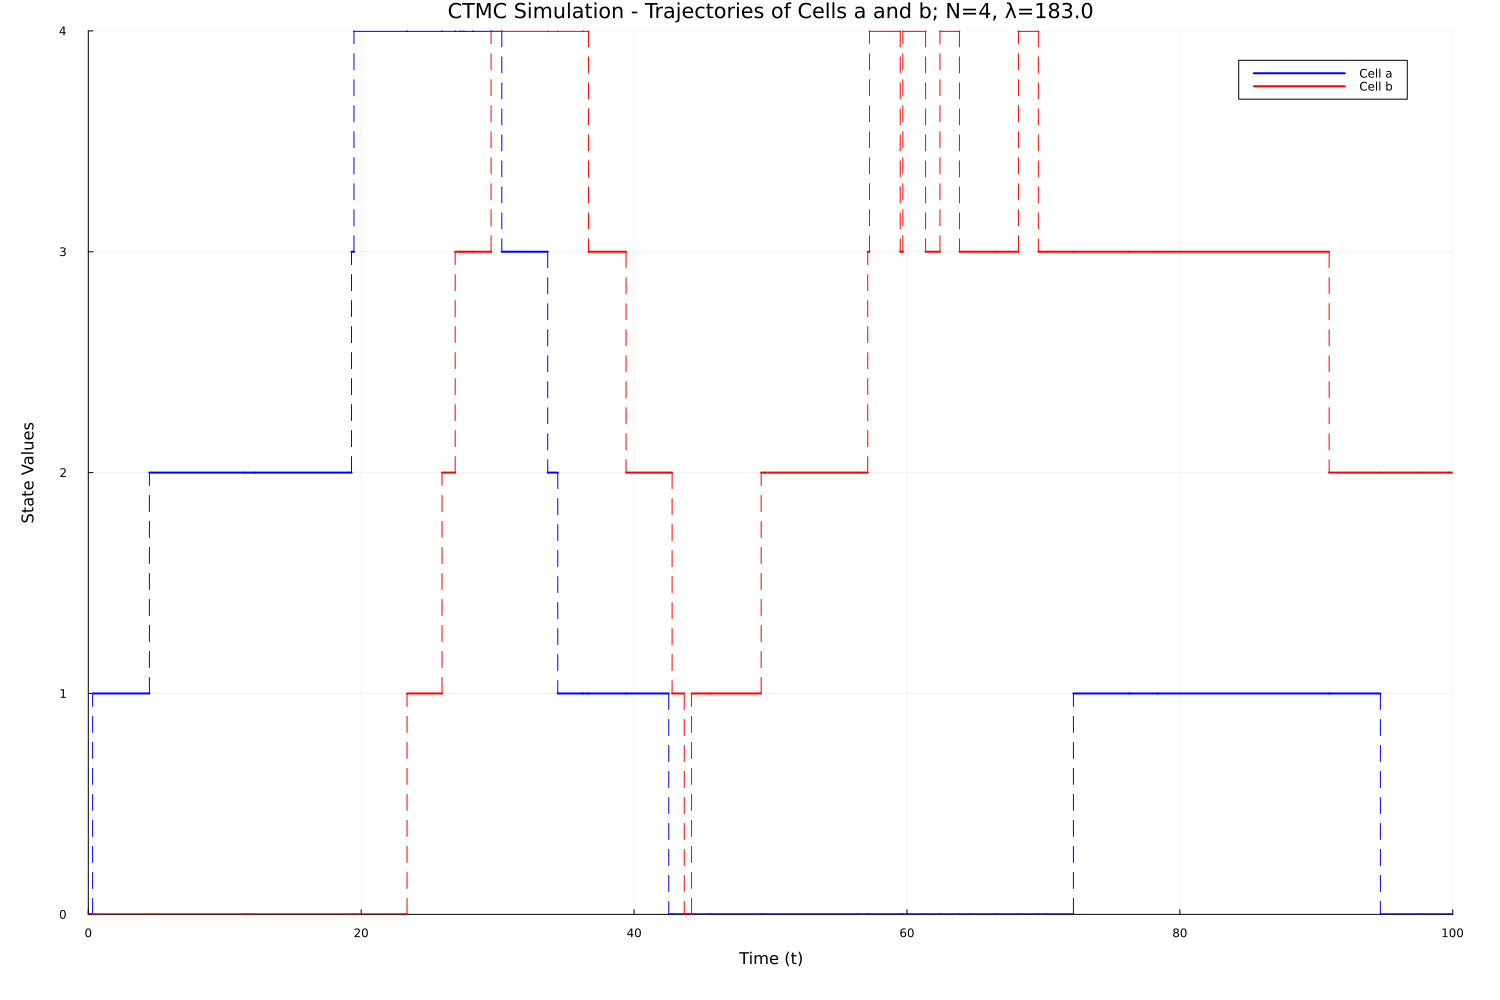 CTMC Simulation - Trajectories of Cells a and b; N=4, λ=183.0
Cell a
Cell b
State Values
4
3
2
1
0
0 20 40 60 80 100
Time (t)